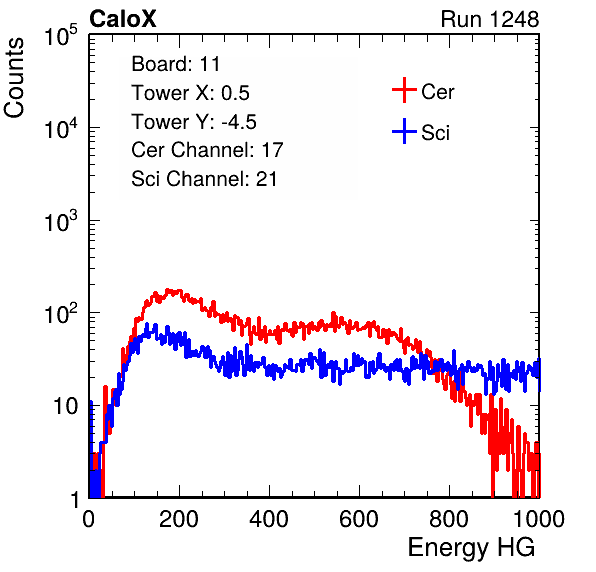 CaloX Run 1248
Counts
Board: 11
Tower X: 0.5
Tower Y: -4.5
Cer Channel: 17
Sci Channel: 21
Cer
Sci
10^5
10^4
10^3
10^2
10
1
0 200 400 600 800 1000
Energy HG